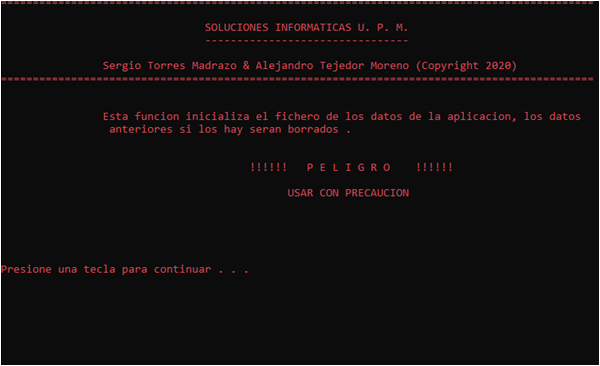 ================================================================================
SOLUCIONES INFORMATICAS U. P. M.
--------------------------------
Sergio Torres Madrazo & Alejandro Tejedor Moreno (Copyright 2020)
================================================================================
Esta funcion inicializa el fichero de los datos de la aplicacion, los datos
anteriores si los hay seran borrados .
!!!!!! P E L I G R O !!!!!!
USAR CON PRECAUCION
Presione una tecla para continuar . . .